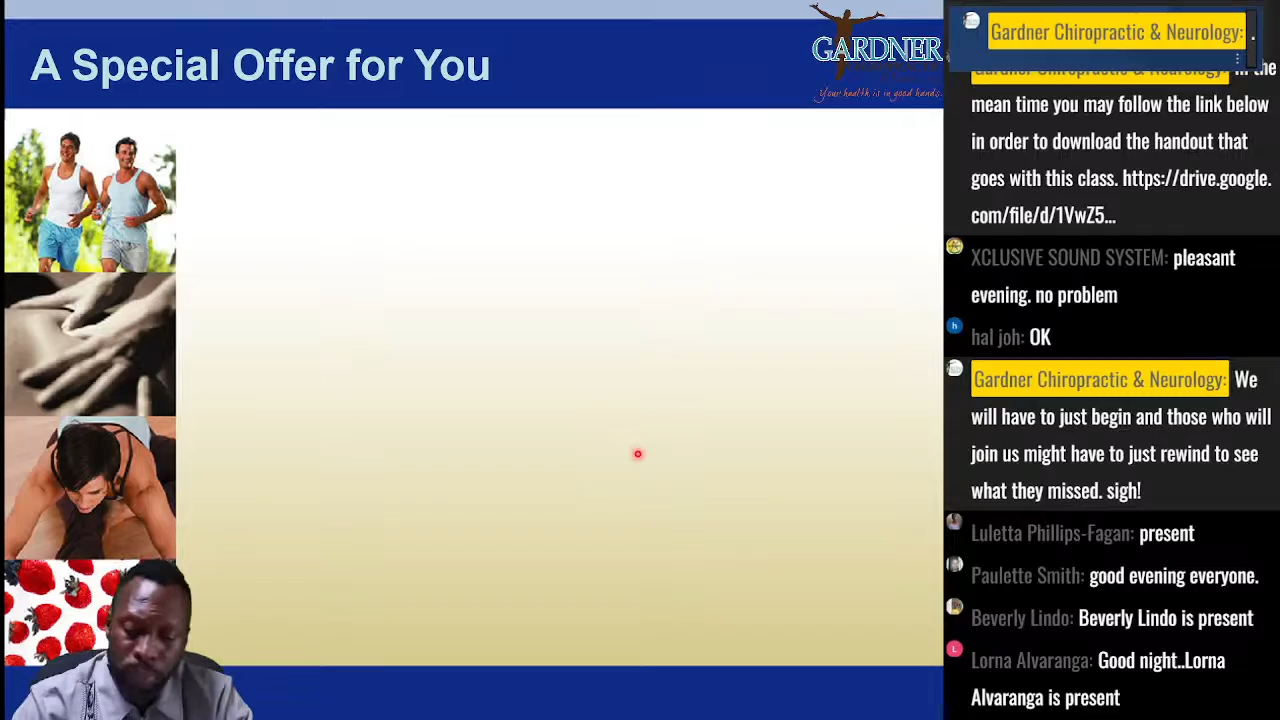 A Special Offer for You
GARDNER
Your health is in good hands.
Gardner Chiropractic & Neurology: .
Gardner Chiropractic & Neurology: In the
mean time you may follow the link below
in order to download the handout that
goes with this class. https://drive.google.
com/file/d/1VwZ5...
XCLUSIVE SOUND SYSTEM: pleasant
evening. no problem
hal joh: OK
Gardner Chiropractic & Neurology: We
will have to just begin and those who will
join us might have to just rewind to see
what they missed. sigh!
Luletta Phillips-Fagan: present
Paulette Smith: good evening everyone.
Beverly Lindo: Beverly Lindo is present
Lorna Alvaranga: Good night..Lorna
Alvaranga is present